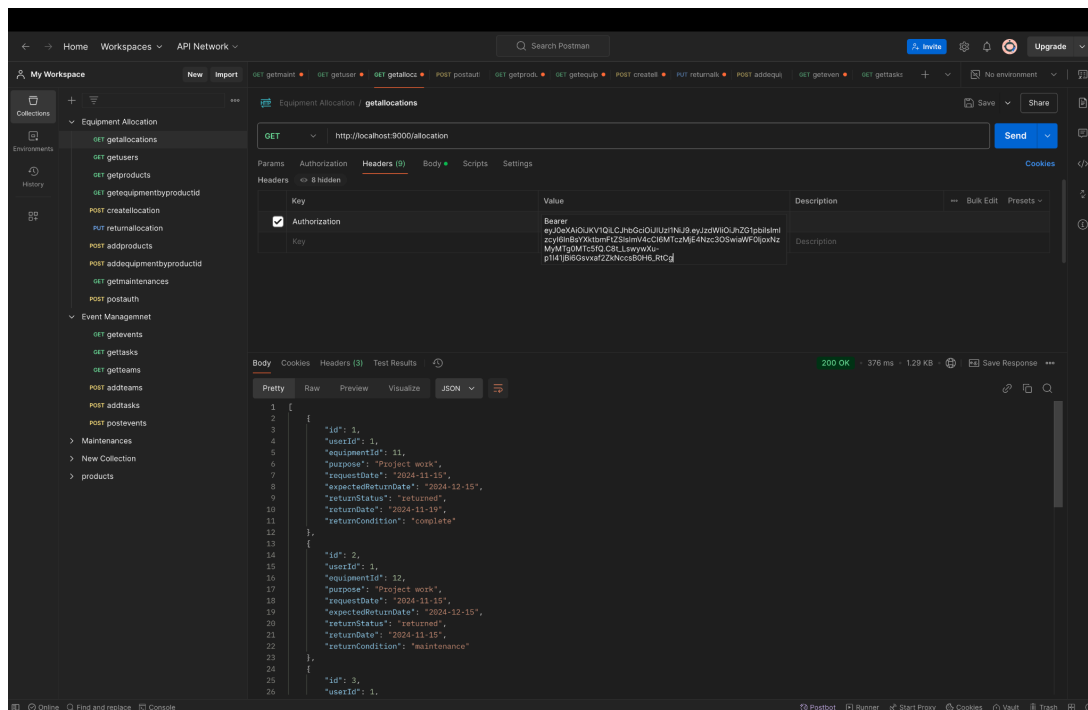 Home Workspaces API Network
Search Postman
Invite
Upgrade
My Workspace
New Import
GET getmaint GET getuser GET getalloca POST postauth GET getprodu GET getequip POST createll PUT returnallc POST addequip GET geteven GET gettasks
No environment
Collections
Environments
History
Equipment Allocation
GET getallocations
GET getusers
GET getproducts
GET getequipmentbyproductid
POST createllocation
PUT returnallocation
POST addproducts
POST addequipmentbyproductid
GET getmaintenances
POST postauth
Event Managemnet
GET getevents
GET gettasks
GET getteams
POST addteams
POST addtasks
POST postevents
Maintenances
New Collection
products
Equipment Allocation / getallocations
Save Share
GET http://localhost:9000/allocation
Send
Params Authorization Headers (9) Body Scripts Settings
Cookies
Headers 8 hidden
Key Value Description Bulk Edit Presets
Authorization
Bearer
Key
Description
Body Cookies Headers (3) Test Results
200 OK 376 ms 1.29 KB Save Response
Pretty Raw Preview Visualize JSON
1 [
2 {
3 "id": 1,
4 "userId": 1,
5 "equipmentId": 11,
6 "purpose": "Project work",
7 "requestDate": "2024-11-15",
8 "expectedReturnDate": "2024-12-15",
9 "returnStatus": "returned",
10 "returnDate": "2024-11-19",
11 "returnCondition": "complete"
12 },
13 {
14 "id": 2,
15 "userId": 1,
16 "equipmentId": 12,
17 "purpose": "Project work",
18 "requestDate": "2024-11-15",
19 "expectedReturnDate": "2024-12-15",
20 "returnStatus": "returned",
21 "returnDate": "2024-11-15",
22 "returnCondition": "maintenance"
23 },
24 {
25 "id": 3,
26 "userId": 1,
Online Find and replace Console
Postbot Runner Start Proxy Cookies Vault Trash